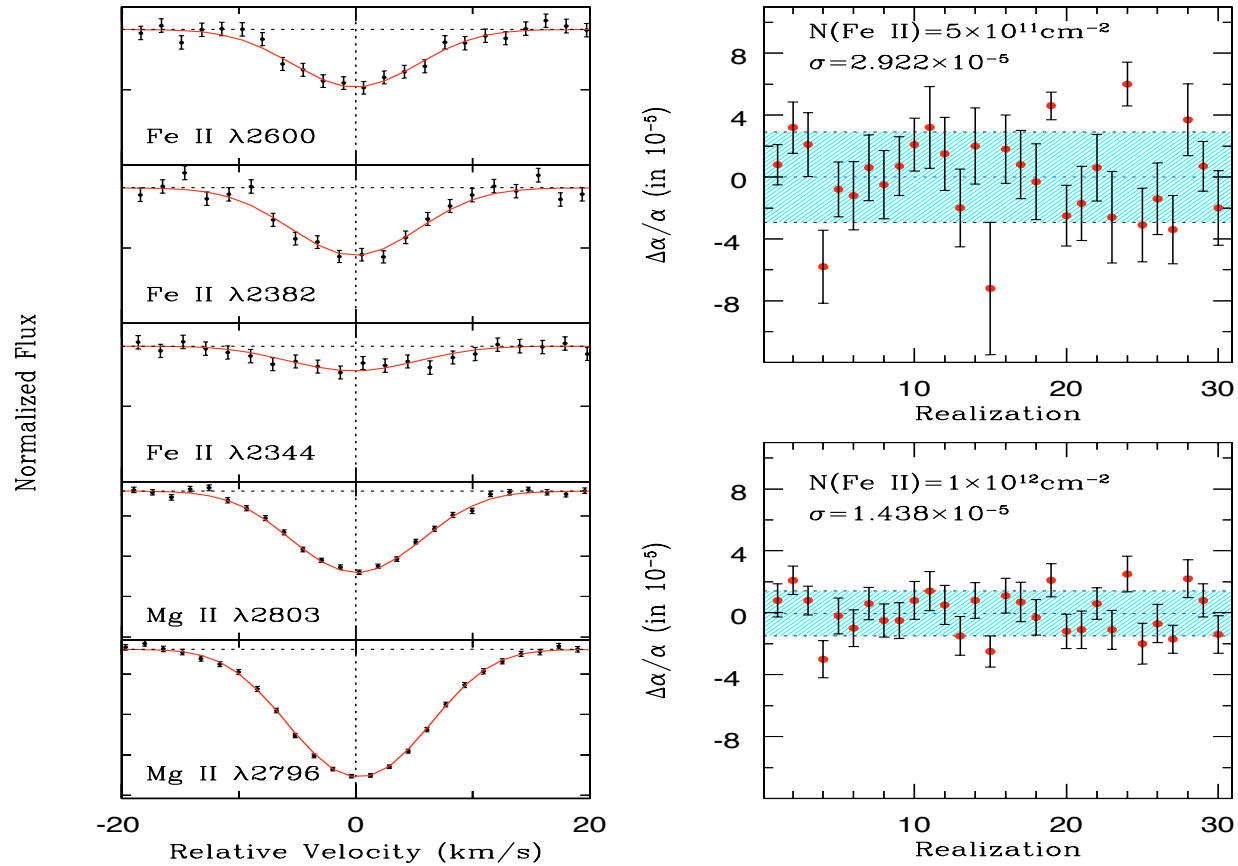 Normalized Flux
Fe II λ2600
Fe II λ2382
Fe II λ2344
Mg II λ2803
Mg II λ2796
-20 0 20
Relative Velocity (km/s)
N(Fe II)=5×10¹¹cm⁻²
σ=2.922×10⁻⁵
Δα/α (in 10⁻⁵)
8
4
0
-4
-8
10 20 30
Realization
N(Fe II)=1×10¹²cm⁻²
σ=1.438×10⁻⁵
Δα/α (in 10⁻⁵)
8
4
0
-4
-8
10 20 30
Realization